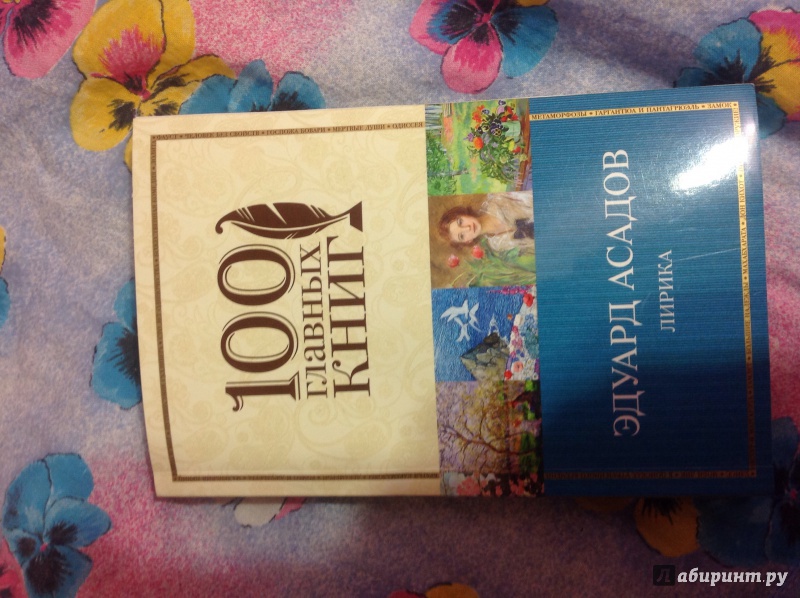 100
главных
КНИГ
ЧЕЛОВЕК БЕЗ СВОЙСТВ • ГОСПОЖА БОВАРИ • МЕРТВЫЕ ДУШИ • ОДИССЕЯ
МЕТАМОРФОЗЫ • ГАРГАНТЮА И ПАНТАГРЮЭЛЬ • ЗАМОК •
ЭДУАРД АСАДОВ
ЛИРИКА
Лабиринт.ру